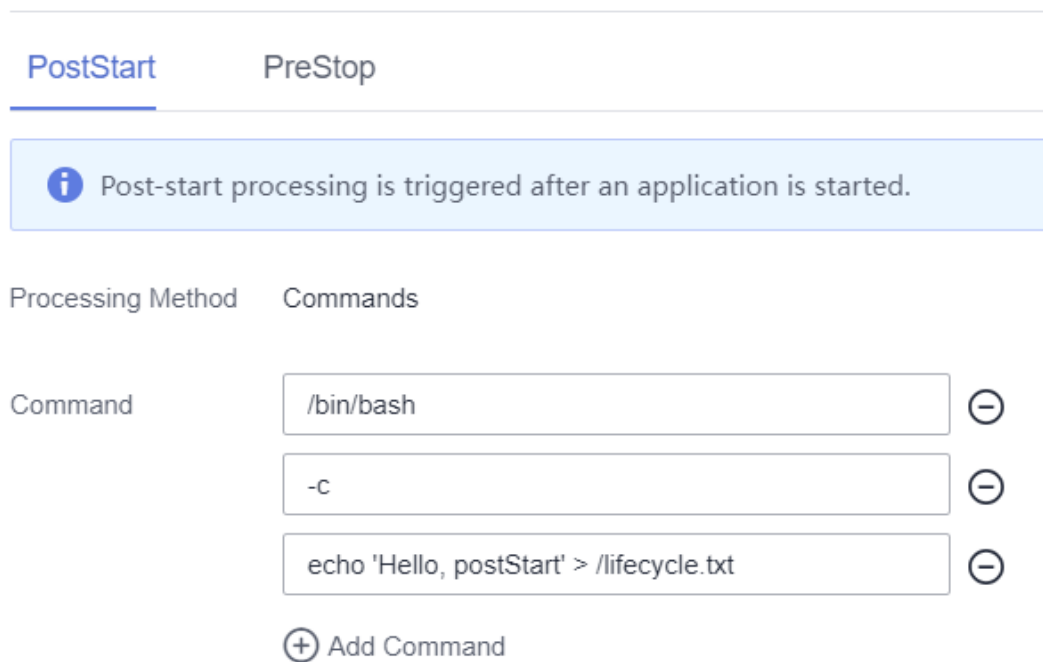 PostStart PreStop
Post-start processing is triggered after an application is started.
Processing Method Commands
Command /bin/bash
-c
echo 'Hello, postStart' > /lifecycle.txt
Add Command